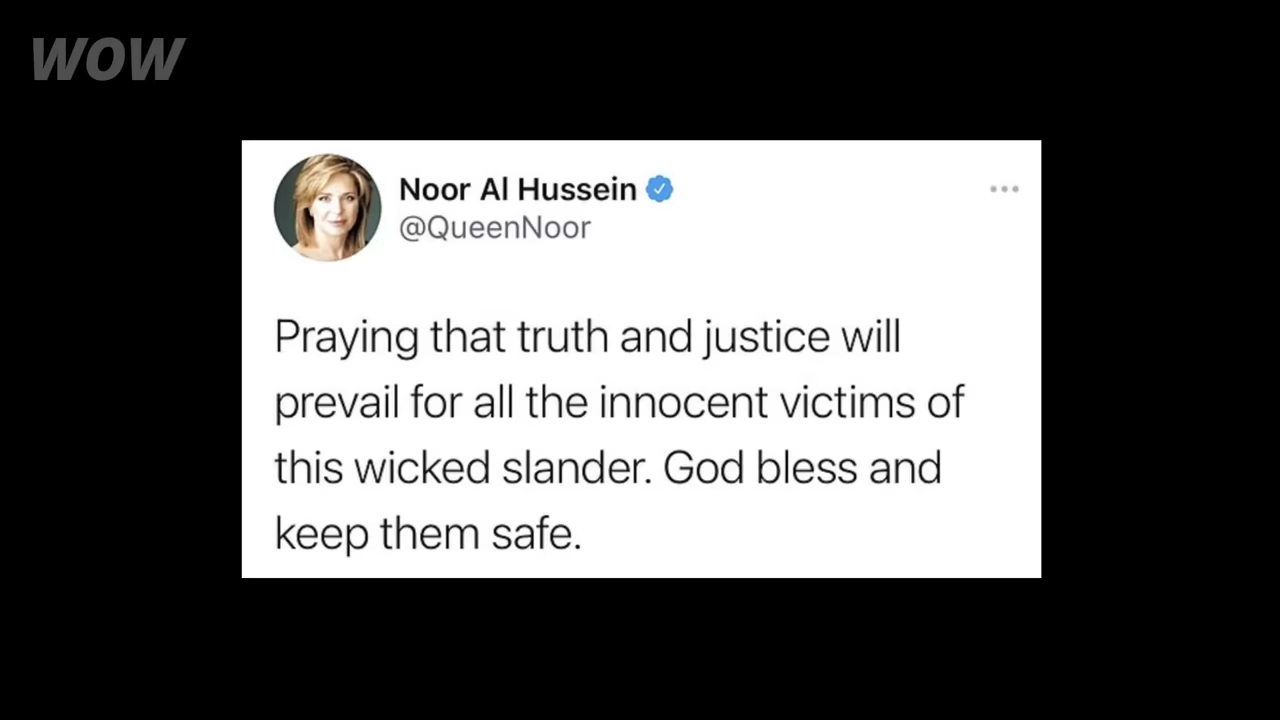 WOW
Noor Al Hussein
@QueenNoor
Praying that truth and justice will
prevail for all the innocent victims of
this wicked slander. God bless and
keep them safe.